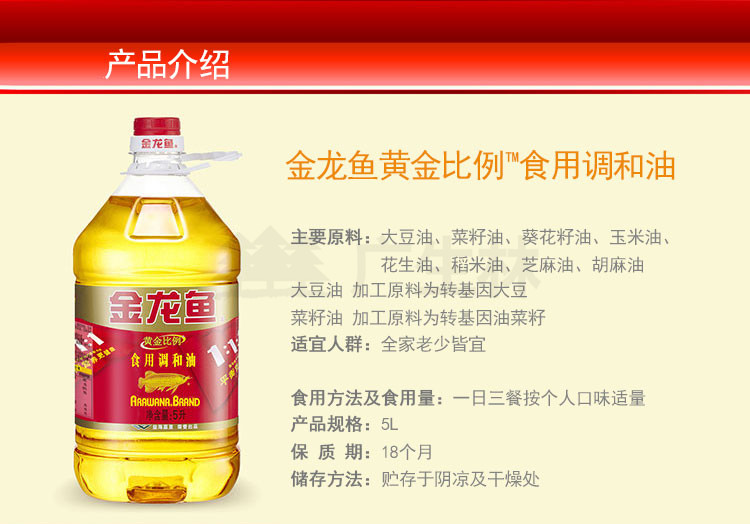 产品介绍
金龙鱼
金龙鱼黄金比例™食用调和油
主要原料：大豆油、菜籽油、葵花籽油、玉米油、
花生油、稻米油、芝麻油、胡麻油
大豆油 加工原料为转基因大豆
菜籽油 加工原料为转基因油菜籽
适宜人群：全家老少皆宜
食用方法及食用量：一日三餐按个人口味适量
产品规格：5L
保 质 期：18个月
储存方法：贮存于阴凉及干燥处
金龙鱼
黄金比例
食用调和油
1:1:
ARAWANA BRAND
净含量:5升